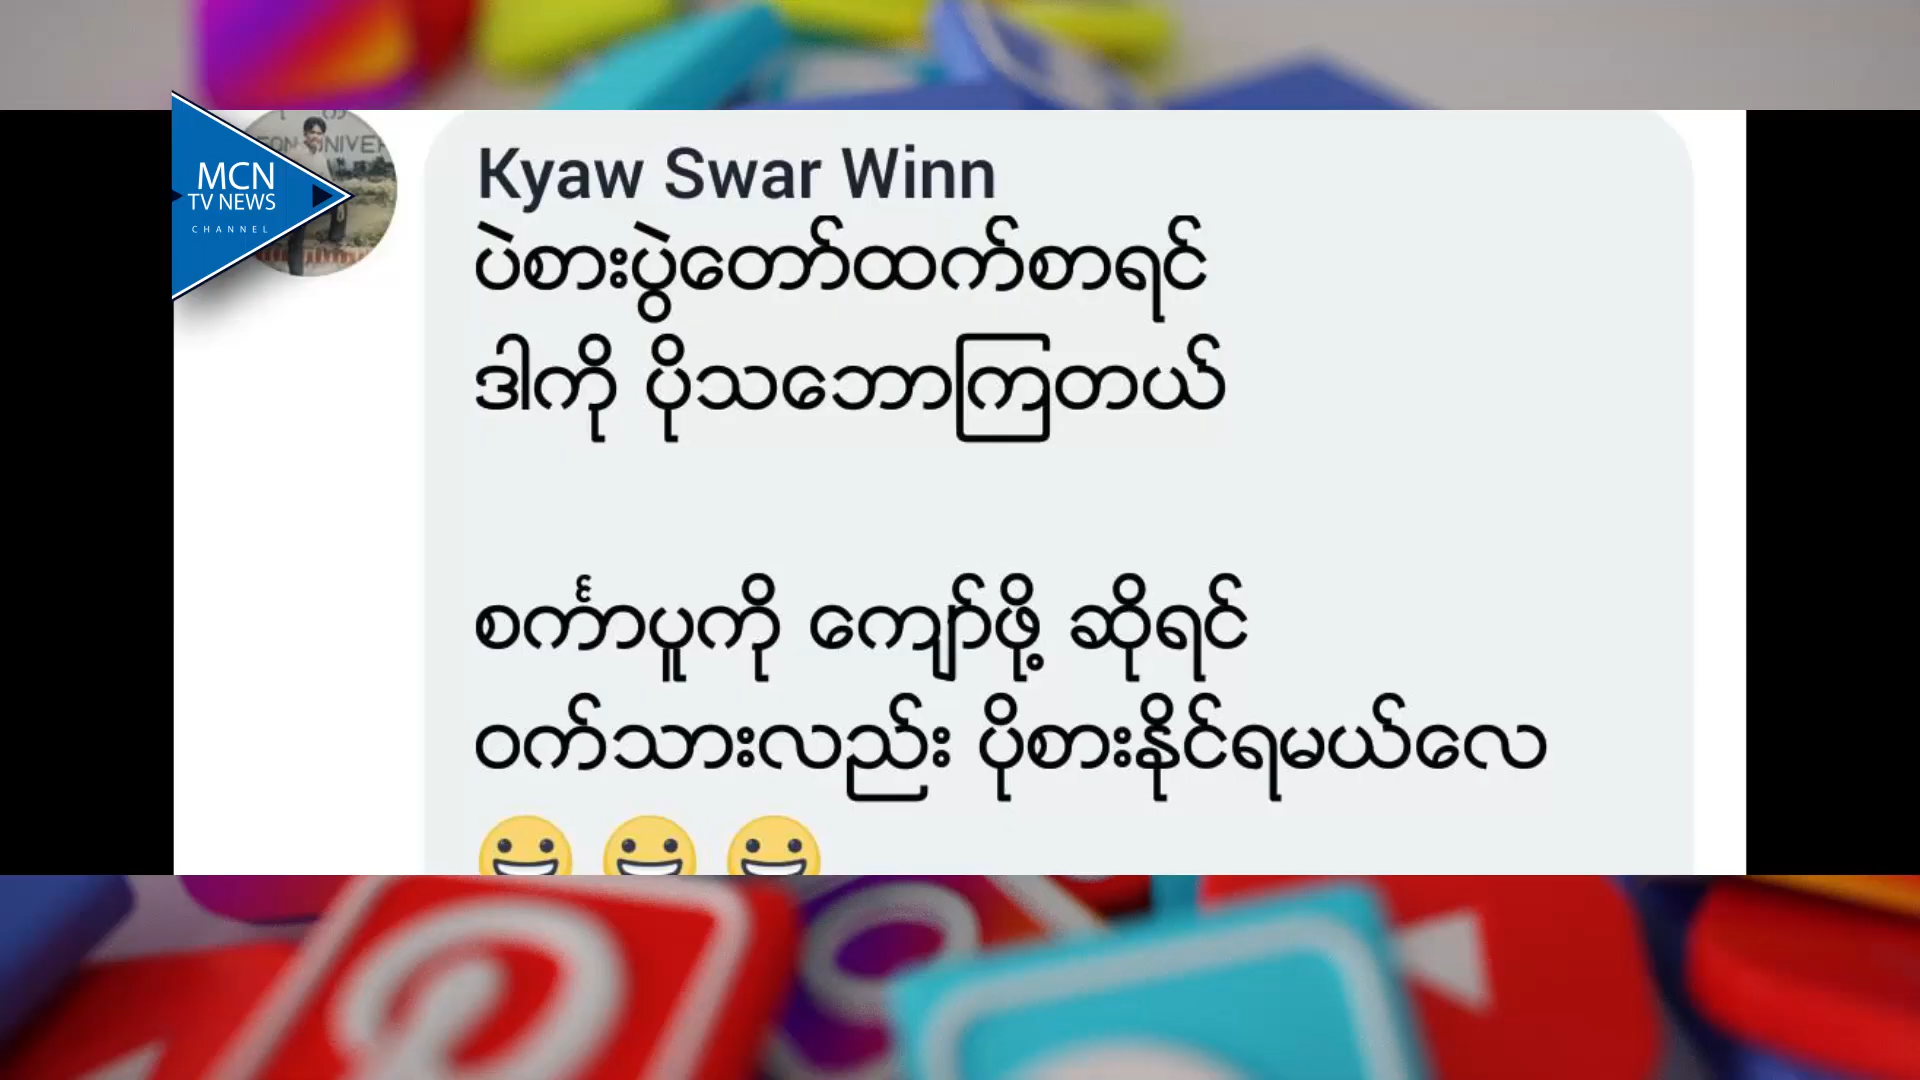 MCN
TV NEWS
CHANNEL
Kyaw Swar Winn
ပဲစားပွဲတော်ထက်စာရင်
ဒါကို ပိုသဘောကြတယ်
စင်္ကာပူကို ကျော်ဖို့ ဆိုရင်
ဝက်သားလည်း ပိုစားနိုင်ရမယ်လေ
😀 😀 😀